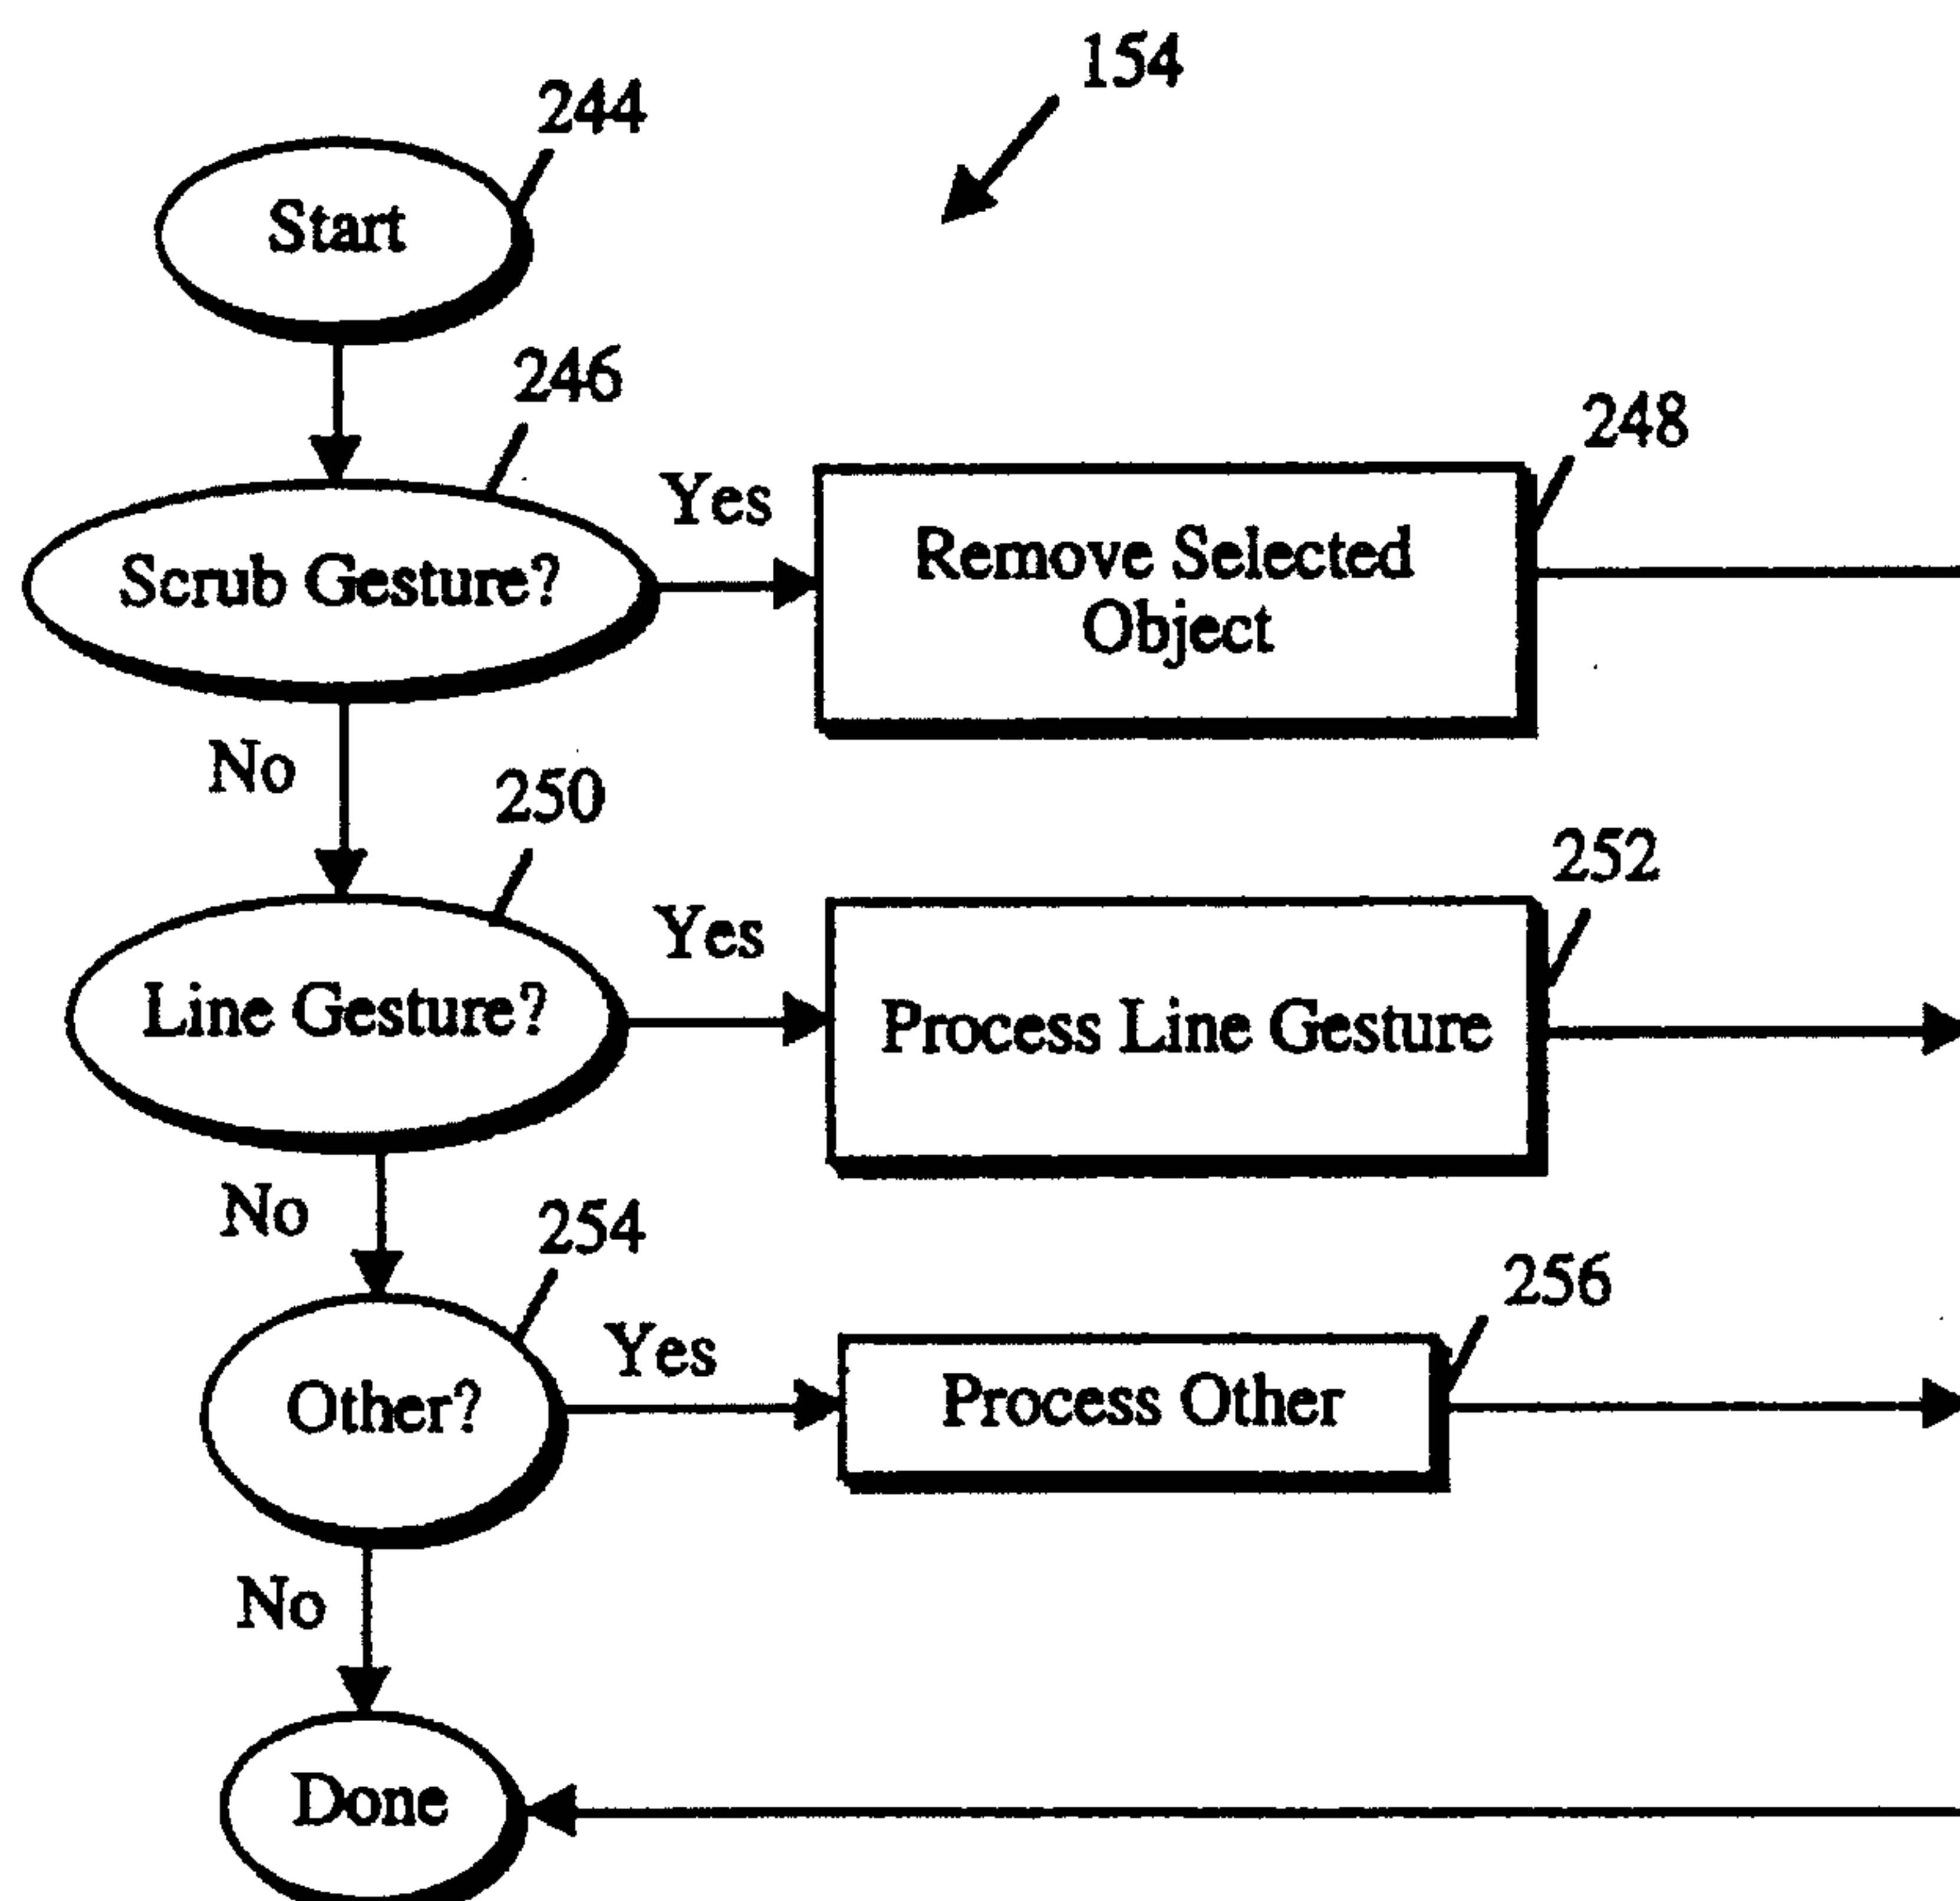 154
244
Start
246
Scrub Gesture?
Yes
248
Remove Selected
Object
No
250
Line Gesture?
Yes
252
Process Line Gesture
No
254
Other?
Yes
256
Process Other
No
Done